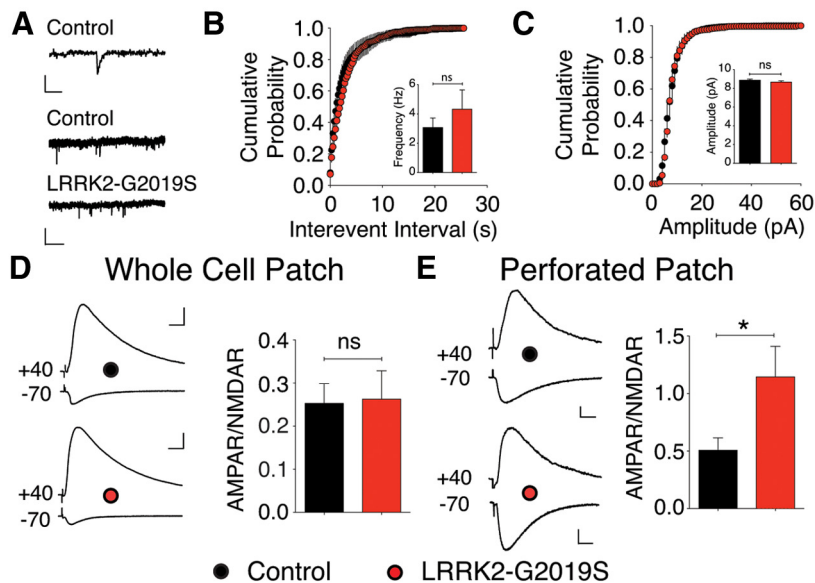 A
Control
Control
LRRK2-G2019S
B
Cumulative Probability
1.0
0.8
0.6
0.4
0.2
0.0
0 10 20 30
Interevent Interval (s)
Frequency (Hz)
6
4
2
0
ns
C
Cumulative Probability
1.0
0.8
0.6
0.4
0.2
0.0
0 20 40 60
Amplitude (pA)
Amplitude (pA)
10
8
6
4
2
0
ns
D Whole Cell Patch
+40
-70
+40
-70
AMPAR/NMDAR
0.4
0.3
0.2
0.1
0.0
ns
E Perforated Patch
+40
-70
+40
-70
AMPAR/NMDAR
1.5
1.0
0.5
0.0
*
Control LRRK2-G2019S